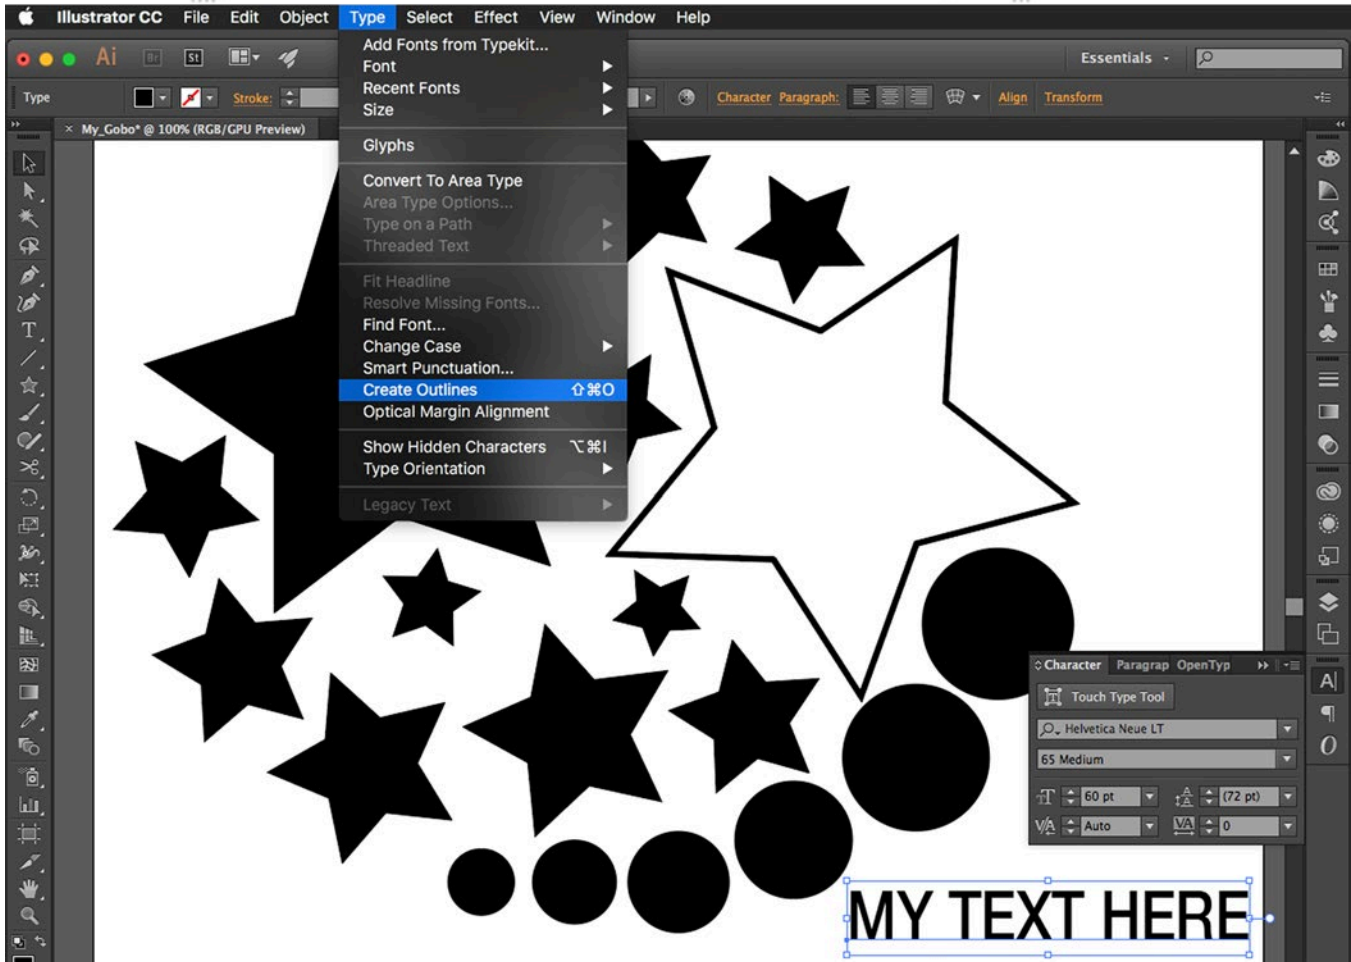 Illustrator CC File Edit Object Type Select Effect View Window Help
Ai Br St Essentials
Type Stroke: Character Paragraph: Align Transform
× My_Gobo* @ 100% (RGB/GPU Preview)
Add Fonts from Typekit...
Font
Recent Fonts
Size
Glyphs
Convert To Area Type
Area Type Options...
Type on a Path
Threaded Text
Fit Headline
Resolve Missing Fonts...
Find Font...
Change Case
Smart Punctuation...
Create Outlines ⇧⌘O
Optical Margin Alignment
Show Hidden Characters ⌥⌘I
Type Orientation
Legacy Text
Character Paragrap OpenTyp
Touch Type Tool
Helvetica Neue LT
65 Medium
60 pt (72 pt)
Auto 0
MY TEXT HERE